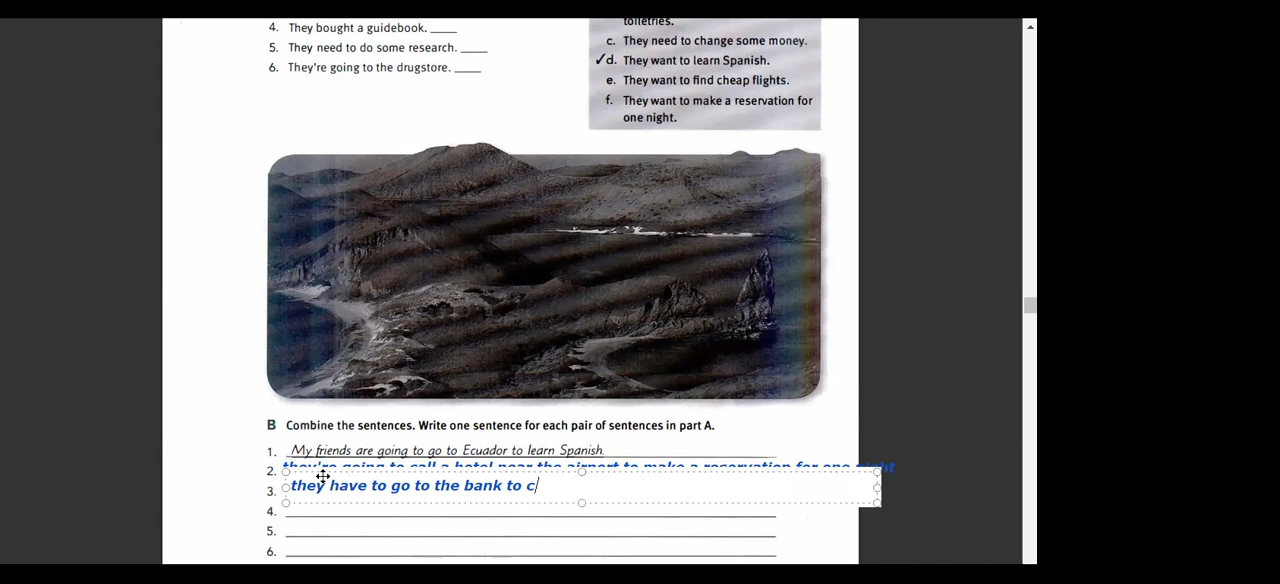 4. They bought a guidebook. ____
5. They need to do some research. ____
6. They're going to the drugstore. ____
toiletries.
c. They need to change some money.
✓d. They want to learn Spanish.
e. They want to find cheap flights.
f. They want to make a reservation for
one night.
B Combine the sentences. Write one sentence for each pair of sentences in part A.
1. My friends are going to go to Ecuador to learn Spanish.
2. they're going to call a hotel near the airport to make a reservation for one night
3. they have to go to the bank to c
4.
5.
6.